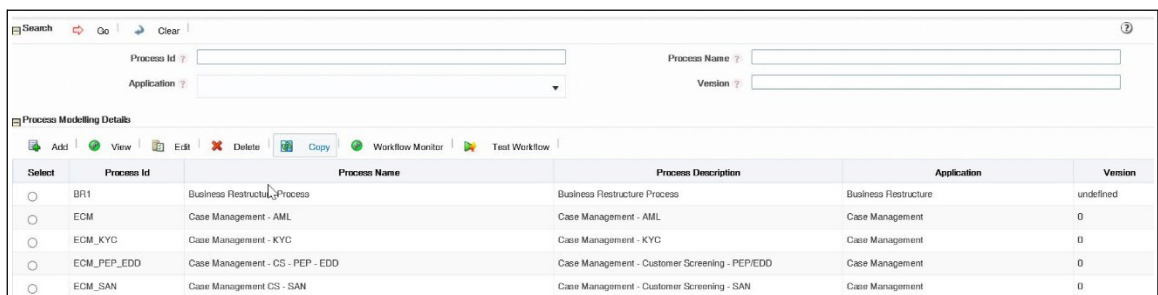 Search Go Clear
Process Id ? Process Name ?
Application ? Version ?
Process Modelling Details
Add View Edit Delete Copy Workflow Monitor Test Workflow
Select Process Id Process Name Process Description Application Version
BR1 Business Restructure Process Business Restructure Process Business Restructure undefined
ECM Case Management - AML Case Management - AML Case Management 0
ECM_KYC Case Management - KYC Case Management - KYC Case Management 0
ECM_PEP_EDD Case Management - CS - PEP - EDD Case Management - Customer Screening - PEP/EDD Case Management 0
ECM_SAN Case Management CS - SAN Case Management - Customer Screening - SAN Case Management 0